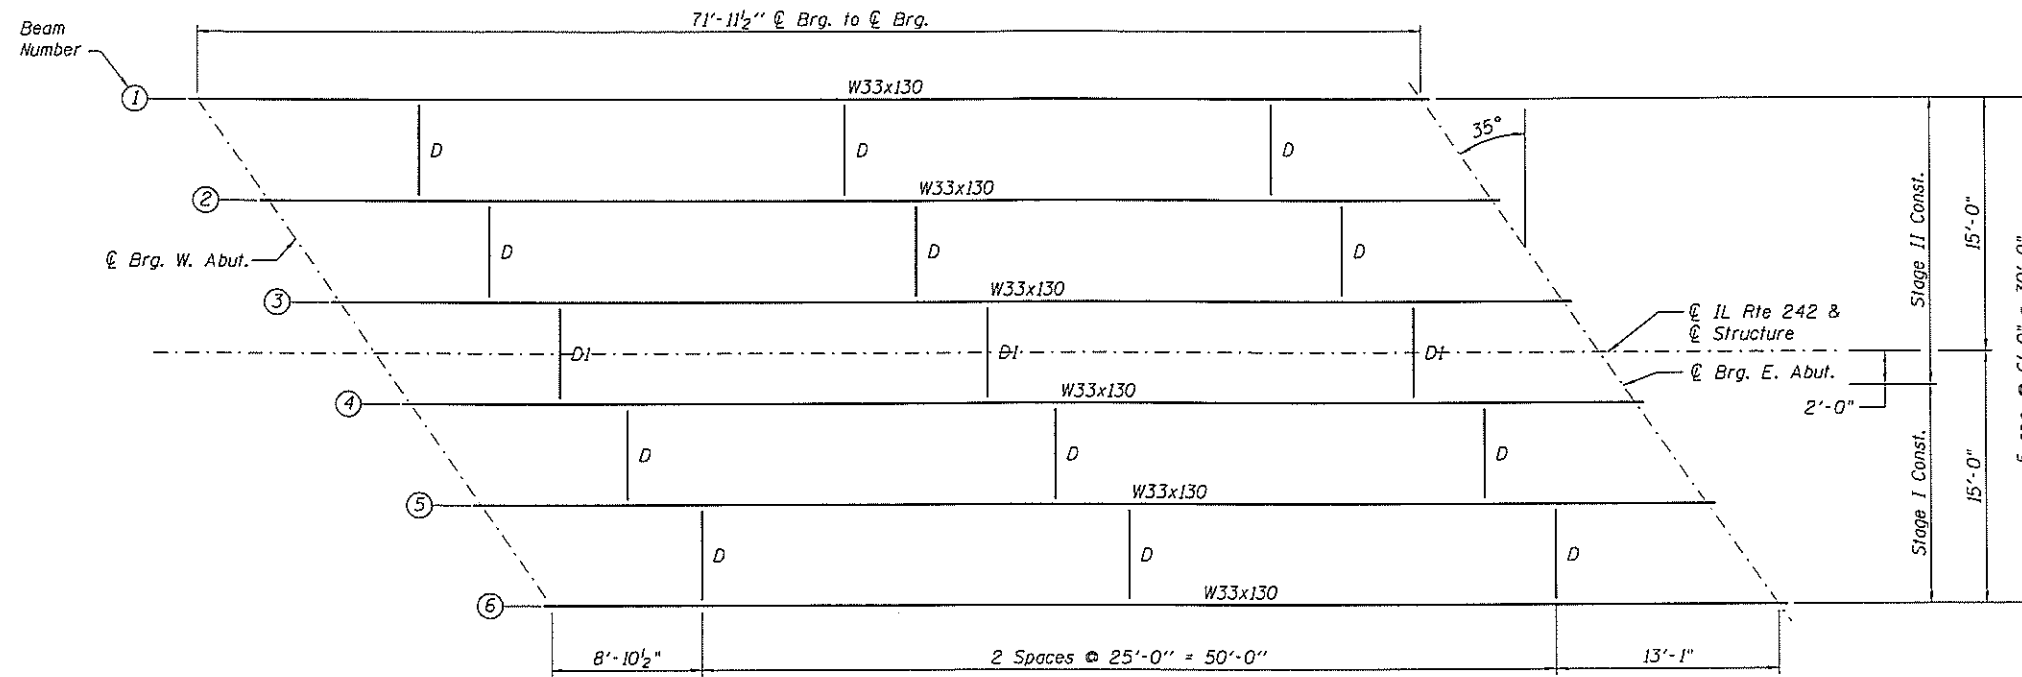 Beam
Number
71'-11½" ℄ Brg. to ℄ Brg.
1
W33x130
35°
D
D
D
2
W33x130
℄ Brg. W. Abut.
D
D
D
3
W33x130
℄ IL Rte 242 &
℄ Structure
D1
D1
D1
℄ Brg. E. Abut.
4
W33x130
2'-0"
D
D
D
5
W33x130
D
D
D
6
W33x130
8'-10½"
2 Spaces @ 25'-0" = 50'-0"
13'-1"
Stage II Const.
15'-0"
Stage I Const.
15'-0"